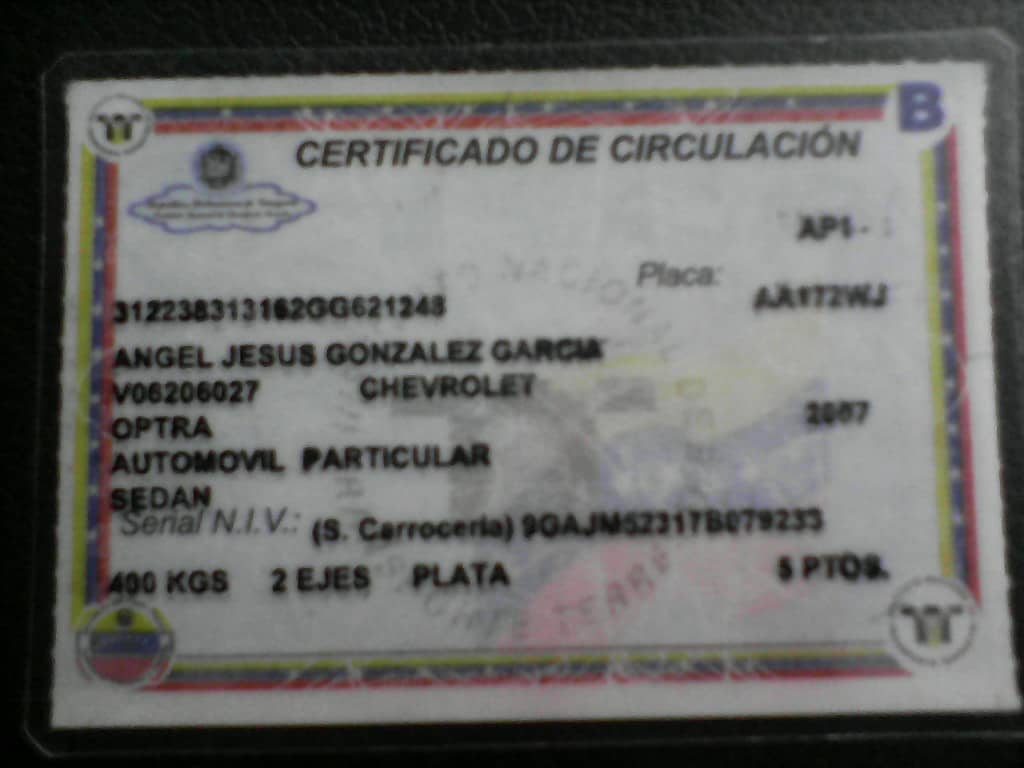 B
CERTIFICADO DE CIRCULACIÓN
AP1-
Placa:
312238313162GG621248
AA172WJ
ANGEL JESUS GONZALEZ GARCIA
V06206027 CHEVROLET
OPTRA 2007
AUTOMOVIL PARTICULAR
SEDAN
Serial N.I.V.: (S. Carroceria) 9GAJM52317B079233
400 KGS 2 EJES PLATA 5 PTOS.